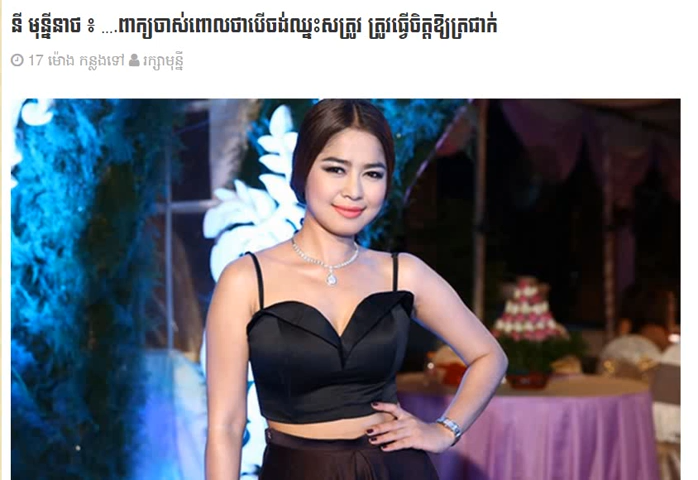 នី មុន្នីនាថ ៖ ....ពាក្យចាស់ពោលថាបើចង់ឈ្នះសត្រូវ ត្រូវធ្វើចិត្តឱ្យត្រជាក់
17 ម៉ោង កន្លងទៅ រក្សាមុន្នី